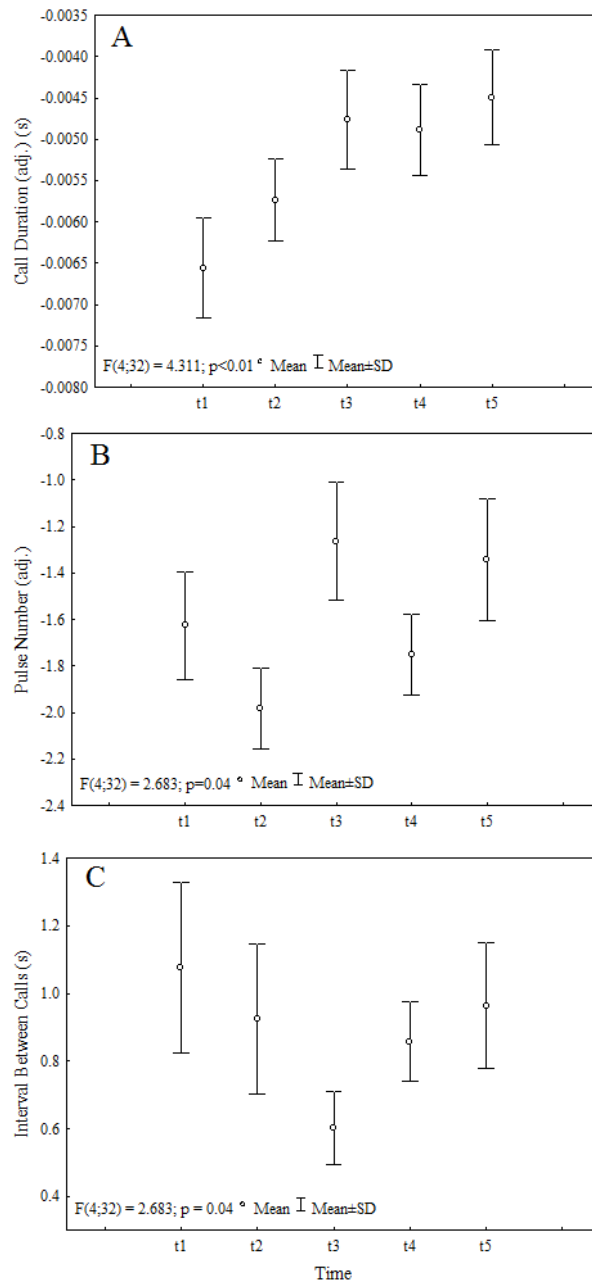 A
Call Duration (adj.) (s)
-0.0035
-0.0040
-0.0045
-0.0050
-0.0055
-0.0060
-0.0065
-0.0070
-0.0075
-0.0080
F(4;32) = 4.311; p<0.01 Mean Mean±SD
t1 t2 t3 t4 t5
B
Pulse Number (adj.)
-0.8
-1.0
-1.2
-1.4
-1.6
-1.8
-2.0
-2.2
-2.4
F(4;32) = 2.683; p=0.04 Mean Mean±SD
t1 t2 t3 t4 t5
C
Interval Between Calls (s)
1.4
1.2
1.0
0.8
0.6
0.4
F(4;32) = 2.683; p = 0.04 Mean Mean±SD
t1 t2 t3 t4 t5
Time